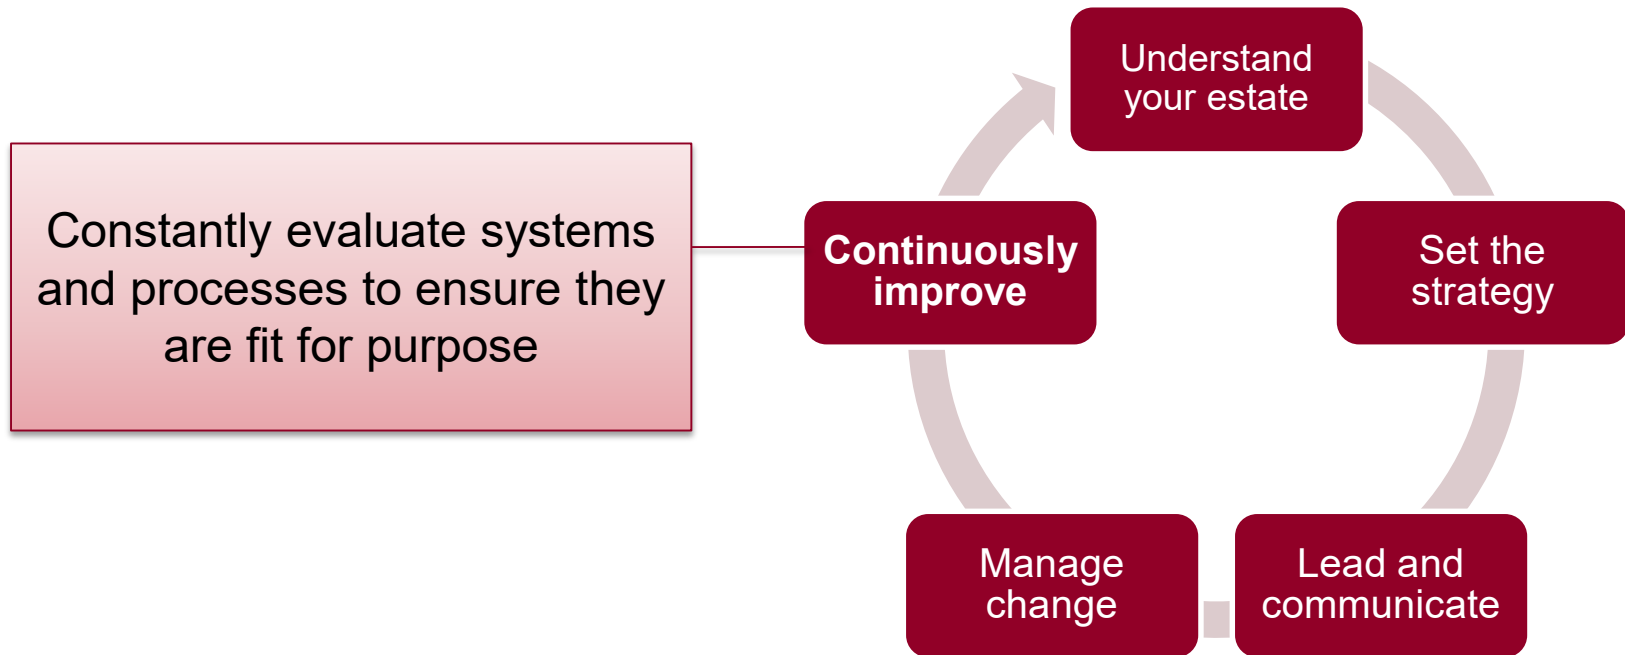 Understand
your estate
Constantly evaluate systems
and processes to ensure they
are fit for purpose
Continuously
improve
Set the
strategy
Manage
change
Lead and
communicate